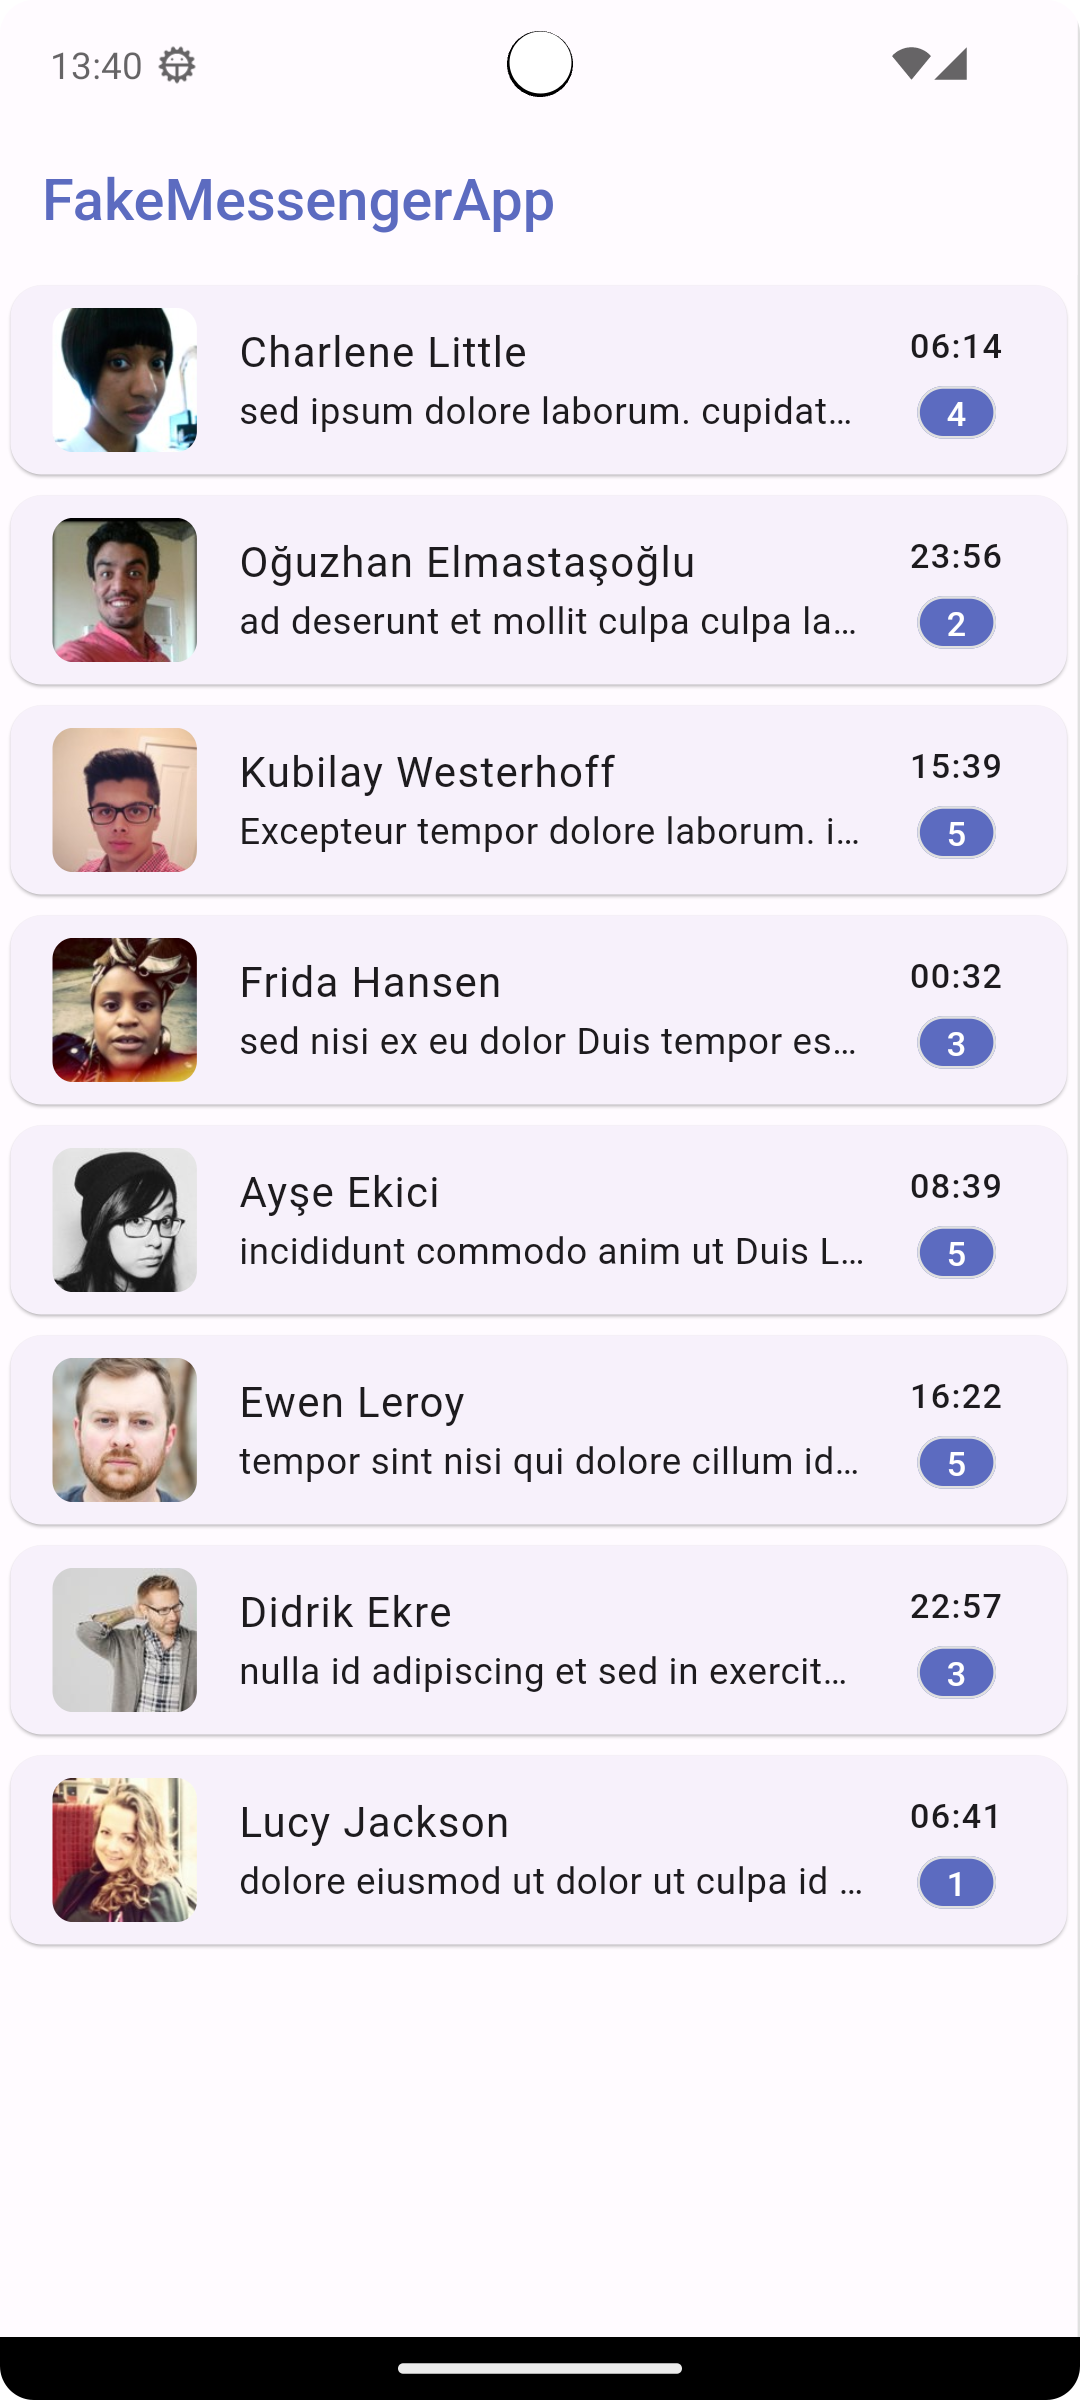 13:40
FakeMessengerApp
Charlene Little
06:14
sed ipsum dolore laborum. cupidat...
4
Oğuzhan Elmastaşoğlu
23:56
ad deserunt et mollit culpa culpa la...
2
Kubilay Westerhoff
15:39
Excepteur tempor dolore laborum. i...
5
Frida Hansen
00:32
sed nisi ex eu dolor Duis tempor es...
3
Ayşe Ekici
08:39
incididunt commodo anim ut Duis L...
5
Ewen Leroy
16:22
tempor sint nisi qui dolore cillum id...
5
Didrik Ekre
22:57
nulla id adipiscing et sed in exercit...
3
Lucy Jackson
06:41
dolore eiusmod ut dolor ut culpa id ...
1